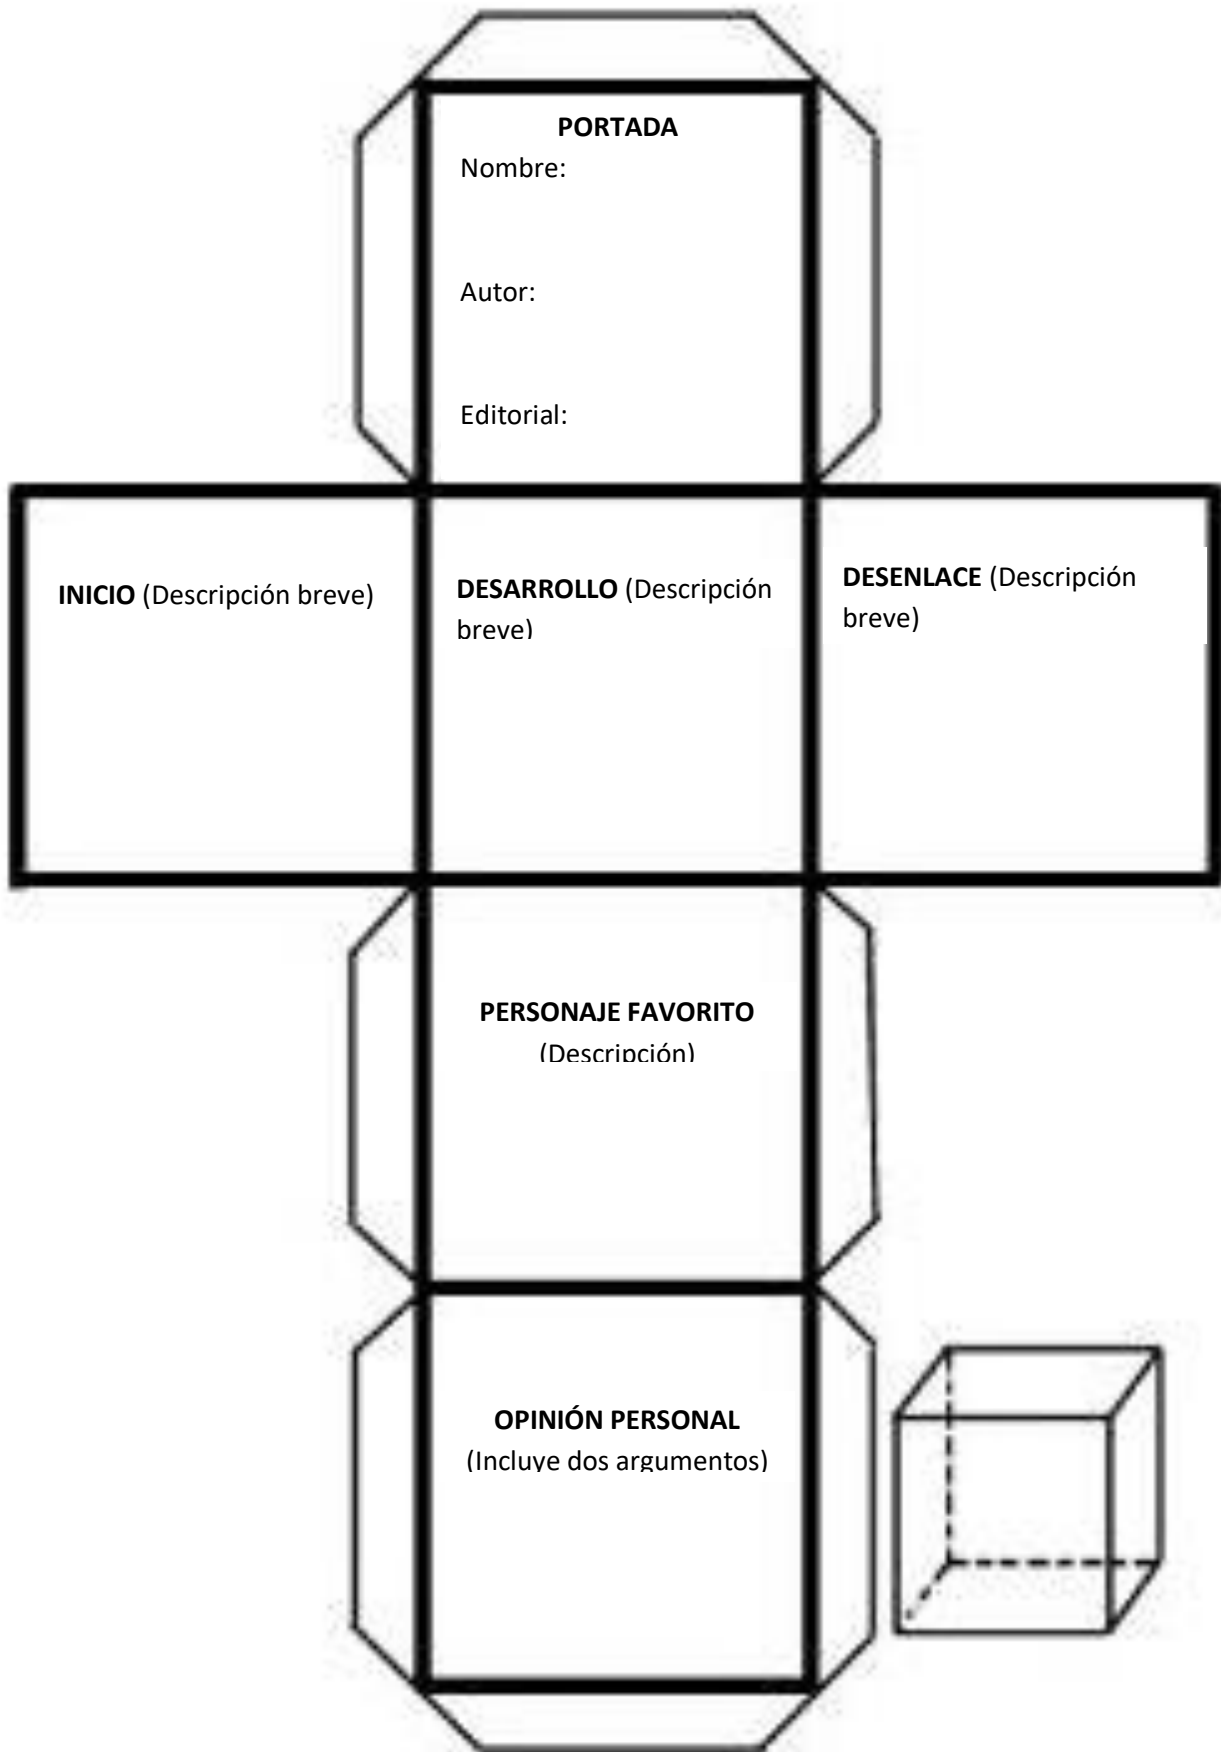 PORTADA
Nombre:
Autor:
Editorial:
INICIO (Descripción breve)
DESARROLLO (Descripción
breve)
DESENLACE (Descripción
breve)
PERSONAJE FAVORITO
(Descripción)
OPINIÓN PERSONAL
(Incluye dos argumentos)